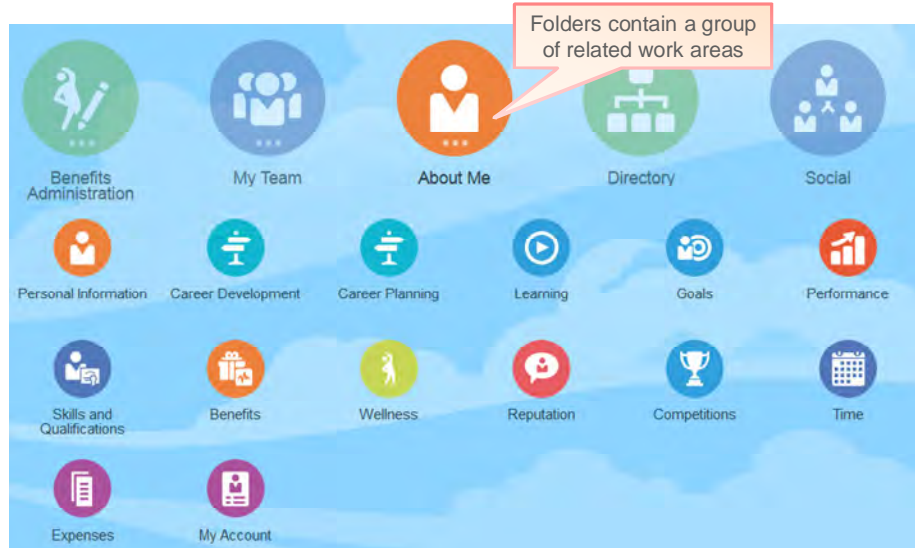 Folders contain a group
of related work areas
Benefits
Administration
My Team
About Me
Directory
Social
Personal Information
Career Development
Career Planning
Learning
Goals
Performance
Skills and
Qualifications
Benefits
Wellness
Reputation
Competitions
Time
Expenses
My Account